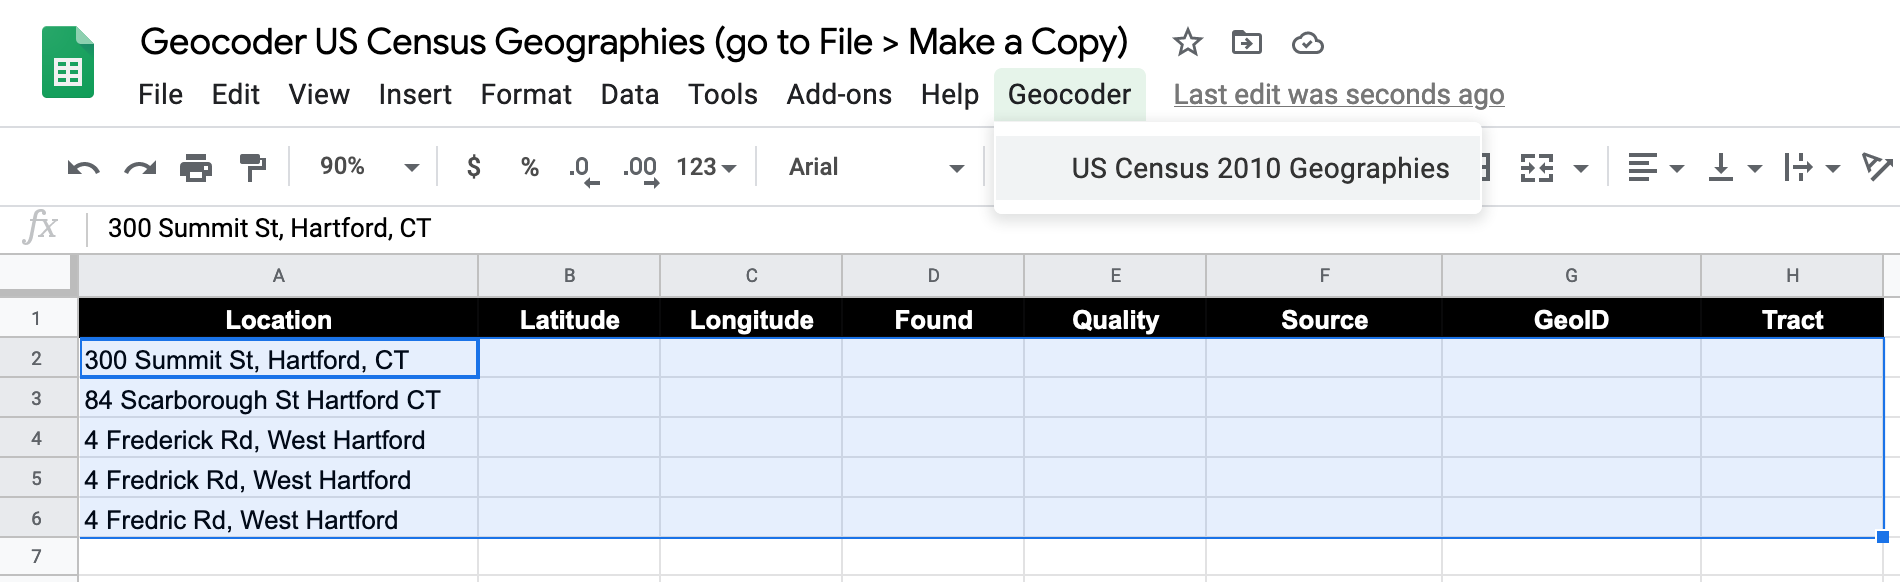 Geocoder US Census Geographies (go to File > Make a Copy)
File Edit View Insert Format Data Tools Add-ons Help Geocoder Last edit was seconds ago
90% $ % .0 .00 123 Arial US Census 2010 Geographies
fx 300 Summit St, Hartford, CT
A B C D E F G H
1 Location Latitude Longitude Found Quality Source GeoID Tract
2 300 Summit St, Hartford, CT
3 84 Scarborough St Hartford CT
4 4 Frederick Rd, West Hartford
5 4 Fredrick Rd, West Hartford
6 4 Fredric Rd, West Hartford
7